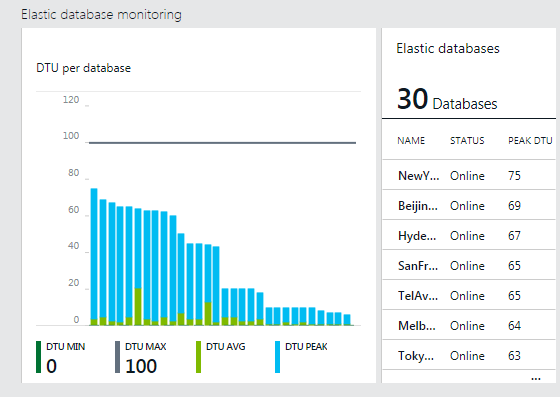 Elastic database monitoring
DTU per database
120
100
80
60
40
20
0
DTU MIN
0
DTU MAX
100
DTU AVG
DTU PEAK
Elastic databases
30 Databases
NAME STATUS PEAK DTU
NewY... Online 75
Beijin... Online 69
Hyde... Online 67
SanFr... Online 65
TelAv... Online 65
Melb... Online 64
Toky... Online 63
...